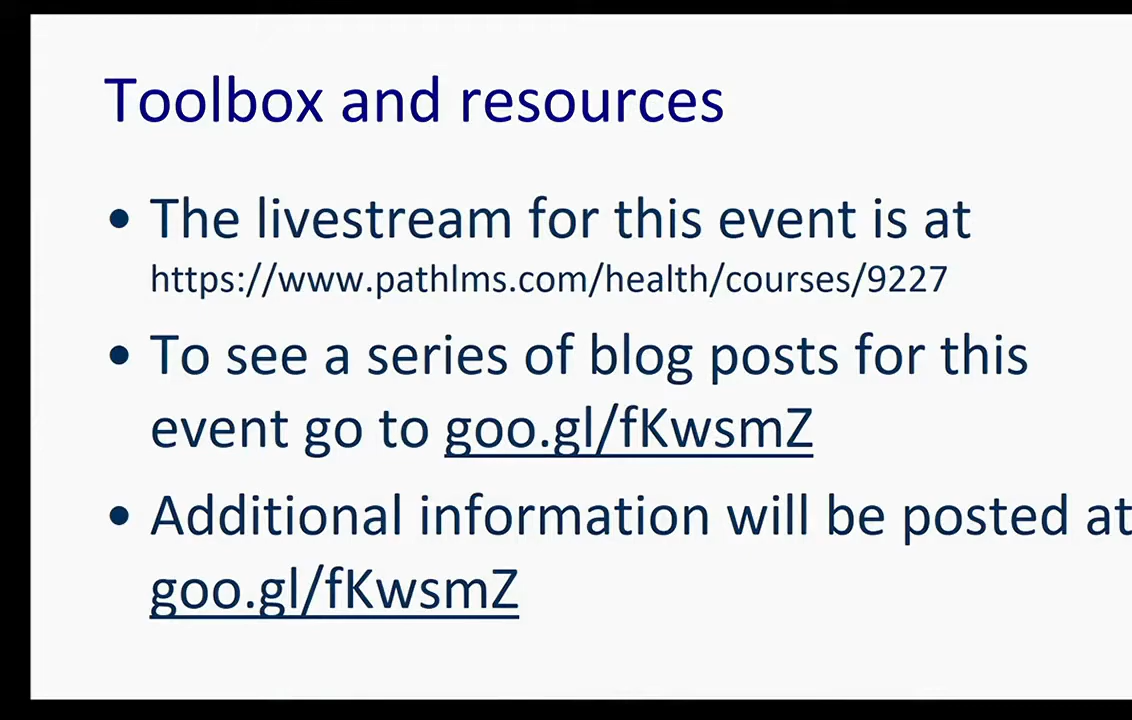 Toolbox and resources
• The livestream for this event is at
https://www.pathlms.com/health/courses/9227
• To see a series of blog posts for this
event go to goo.gl/fKwsmZ
• Additional information will be posted at
goo.gl/fKwsmZ